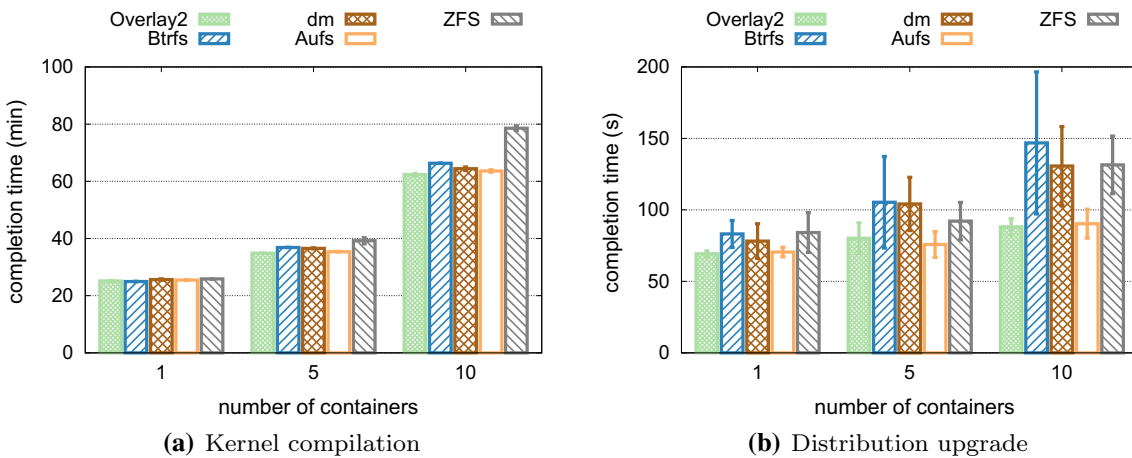 Overlay2 dm ZFS
Btrfs Aufs
100
80
60
40
20
0
completion time (min)
1 5 10
number of containers
(a) Kernel compilation
Overlay2 dm ZFS
Btrfs Aufs
200
150
100
50
0
completion time (s)
1 5 10
number of containers
(b) Distribution upgrade